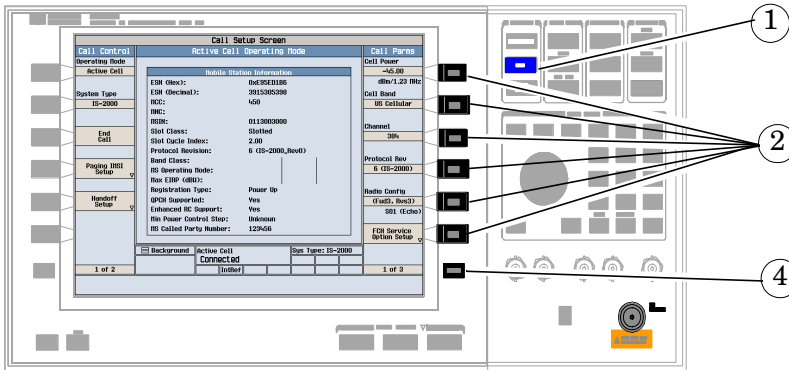 Call Setup Screen
Call Control
Active Cell Operating Mode
Call Parms
Operating Mode
Active Cell
System Type
IS-2000
End
Call
Paging IMSI
Setup
Handoff
Setup
1 of 2
Mobile Station Information
ESN (Hex): 0xE95ED1B6
ESN (Decimal): 3915305398
MCC: 450
MNC:
MSIN: 0113003000
Slot Class: Slotted
Slot Cycle Index: 2.00
Protocol Revision: 6 (IS-2000_Rev0)
Band Class:
MS Operating Mode:
Max EIRP (dBW):
Registration Type: Power Up
QPCH Supported: Yes
Enhanced RC Support: Yes
Min Power Control Step: Unknown
MS Called Party Number: 123456
Background
Active Cell
Sys Type: IS-2000
Connected
IntRef
Cell Power
-45.00
dBm/1.23 MHz
Cell Band
US Cellular
Channel
384
Protocol Rev
6 (IS-2000)
Radio Config
(Fwd3, Rvs3)
SO1 (Echo)
FCH Service
Option Setup
1 of 3
1
2
4